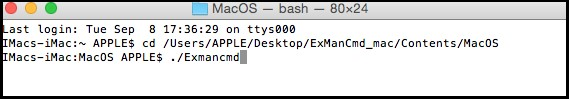 MacOS — bash — 80×24
Last login: Tue Sep  8 17:36:29 on ttys000
IMacs-iMac:~ APPLE$ cd /Users/APPLE/Desktop/ExManCmd_mac/Contents/MacOS
IMacs-iMac:MacOS APPLE$ ./Exmancmd